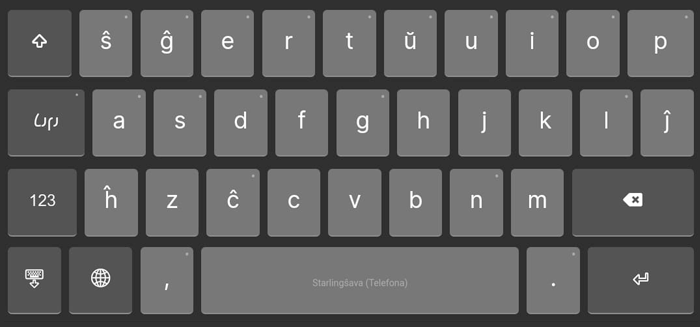 ŝ ĝ e r t ŭ u i o p
a s d f g h j k l ĵ
123 ĥ z ĉ c v b n m
, Starlingŝava (Telefona) .